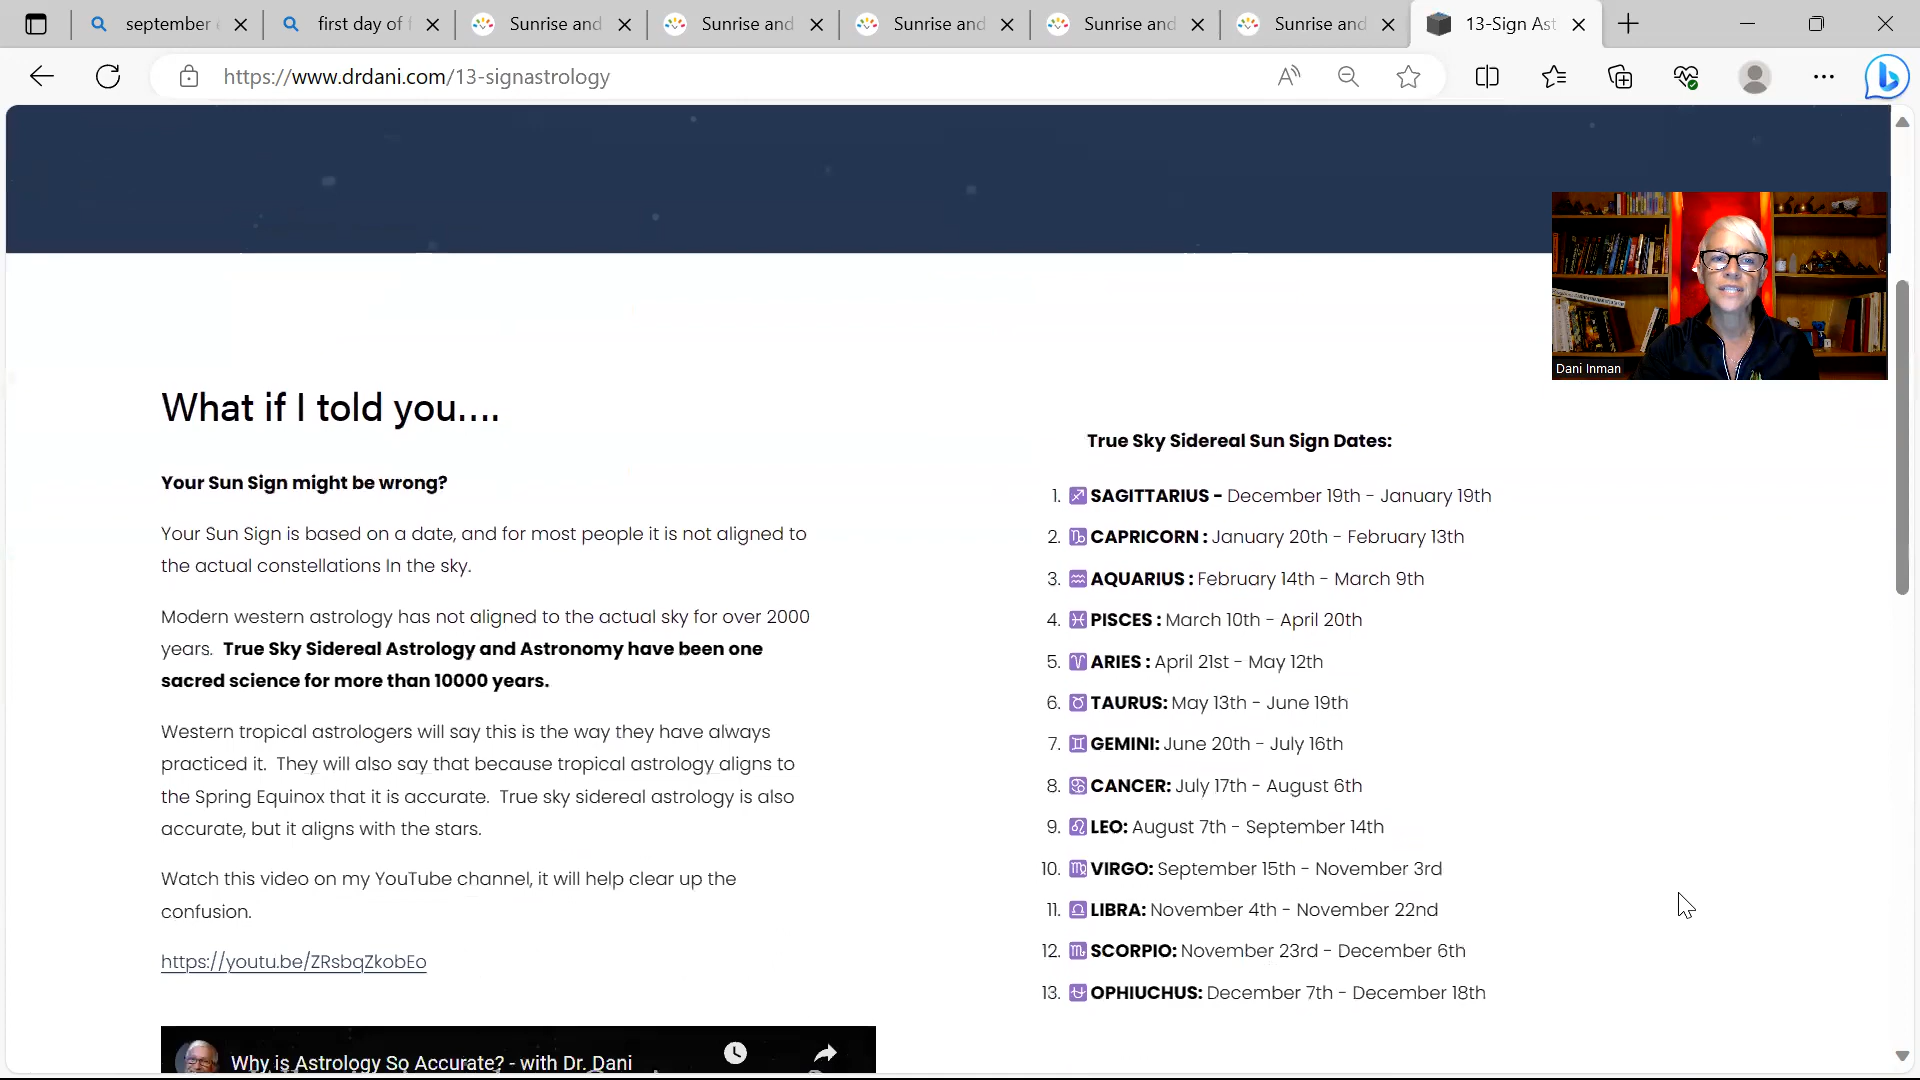 september
first day of f
Sunrise and
Sunrise and
Sunrise and
Sunrise and
Sunrise and
13-Sign Ast
https://www.drdani.com/13-signastrology
Dani Inman
What if I told you....
Your Sun Sign might be wrong?
Your Sun Sign is based on a date, and for most people it is not aligned to
the actual constellations In the sky.
Modern western astrology has not aligned to the actual sky for over 2000
years. True Sky Sidereal Astrology and Astronomy have been one
sacred science for more than 10000 years.
Western tropical astrologers will say this is the way they have always
practiced it. They will also say that because tropical astrology aligns to
the Spring Equinox that it is accurate. True sky sidereal astrology is also
accurate, but it aligns with the stars.
Watch this video on my YouTube channel, it will help clear up the
confusion.
https://youtu.be/ZRsbqZkobEo
Why is Astrology So Accurate? - with Dr. Dani
True Sky Sidereal Sun Sign Dates:
1. ♐ SAGITTARIUS - December 19th - January 19th
2. ♑ CAPRICORN : January 20th - February 13th
3. ♒ AQUARIUS : February 14th - March 9th
4. ♓ PISCES : March 10th - April 20th
5. ♈ ARIES : April 21st - May 12th
6. ♉ TAURUS: May 13th - June 19th
7. ♊ GEMINI: June 20th - July 16th
8. ♋ CANCER: July 17th - August 6th
9. ♌ LEO: August 7th - September 14th
10. ♍ VIRGO: September 15th - November 3rd
11. ♎ LIBRA: November 4th - November 22nd
12. ♏ SCORPIO: November 23rd - December 6th
13. ⛎ OPHIUCHUS: December 7th - December 18th